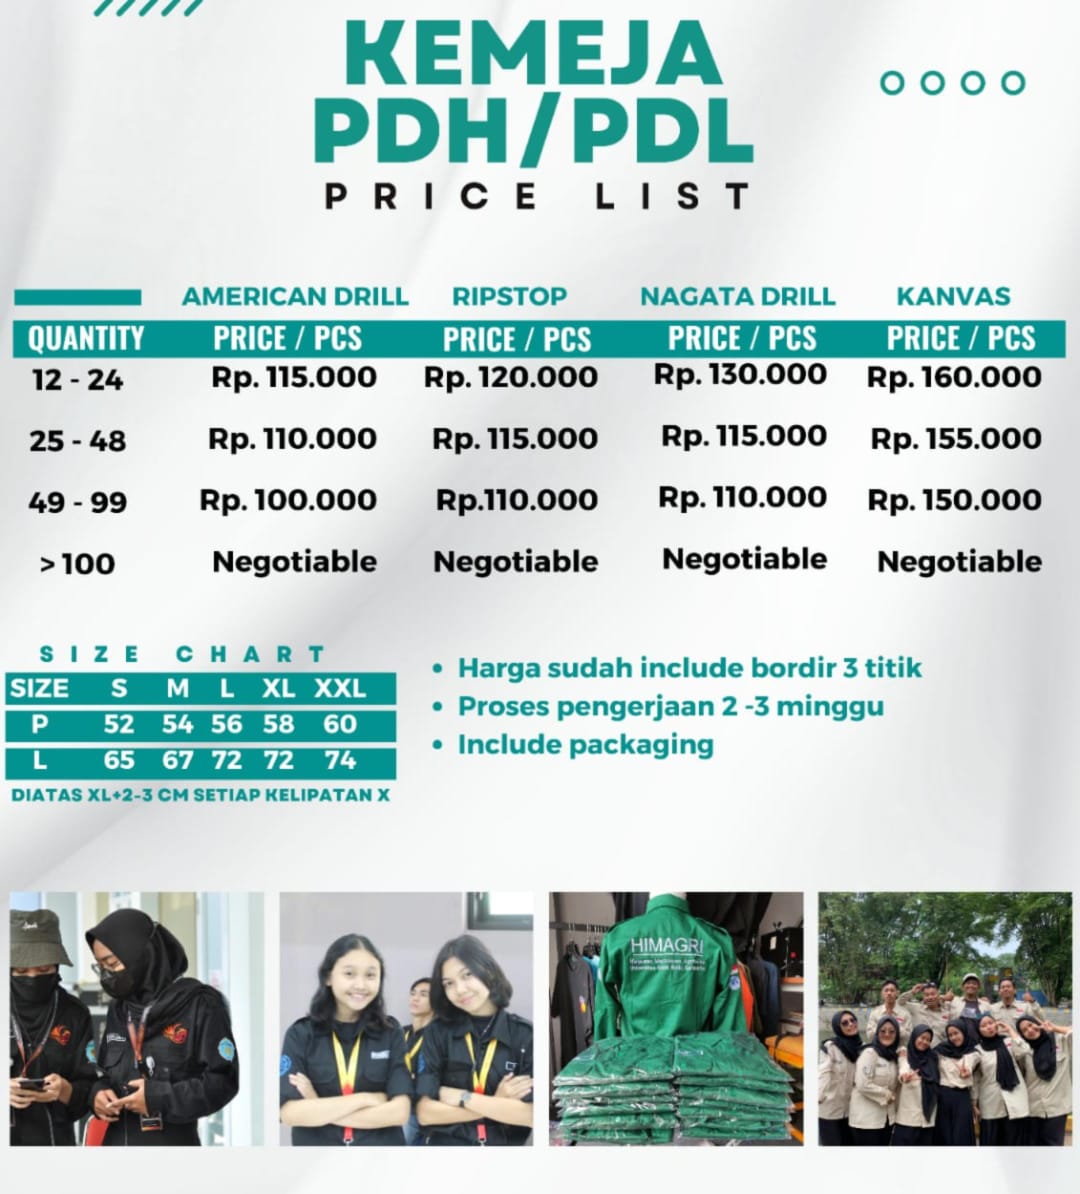 KEMEJA
PDH/PDL
PRICE LIST
AMERICAN DRILL RIPSTOP NAGATA DRILL KANVAS
QUANTITY PRICE / PCS PRICE / PCS PRICE / PCS PRICE / PCS
12 - 24 Rp. 115.000 Rp. 120.000 Rp. 130.000 Rp. 160.000
25 - 48 Rp. 110.000 Rp. 115.000 Rp. 115.000 Rp. 155.000
49 - 99 Rp. 100.000 Rp.110.000 Rp. 110.000 Rp. 150.000
> 100 Negotiable Negotiable Negotiable Negotiable
SIZE CHART
SIZE S M L XL XXL
P 52 54 56 58 60
L 65 67 72 72 74
DIATAS XL+2-3 CM SETIAP KELIPATAN X
• Harga sudah include bordir 3 titik
• Proses pengerjaan 2 -3 minggu
• Include packaging
HIMAGRI